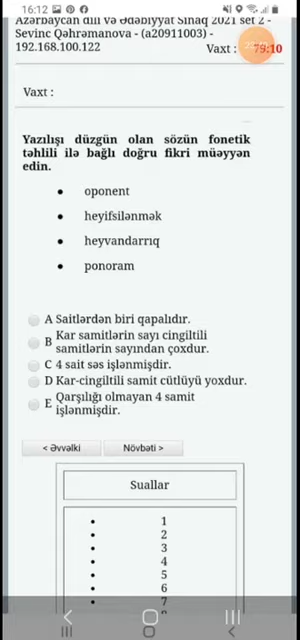 16:12
Azərbaycan dili və Ədəbiyyat Sınaq 2021 set 2 -
Sevinc Qəhrəmanova - (a20911003) -
192.168.100.122
Vaxt : 79:10
Vaxt :
Yazılışı düzgün olan sözün fonetik
təhlili ilə bağlı doğru fikri müəyyən
edin.
• oponent
• heyifsilənmək
• heyvandarrıq
• ponoram
A Saitlərdən biri qapalıdır.
B Kar samitlərin sayı cingiltili
samitlərin sayından çoxdur.
C 4 sait səs işlənmişdir.
D Kar-cingiltili samit cütlüyü yoxdur.
E Qarşılığı olmayan 4 samit
işlənmişdir.
< Əvvəlki Növbəti >
Suallar
• 1
• 2
• 3
• 4
• 5
• 6
• 7